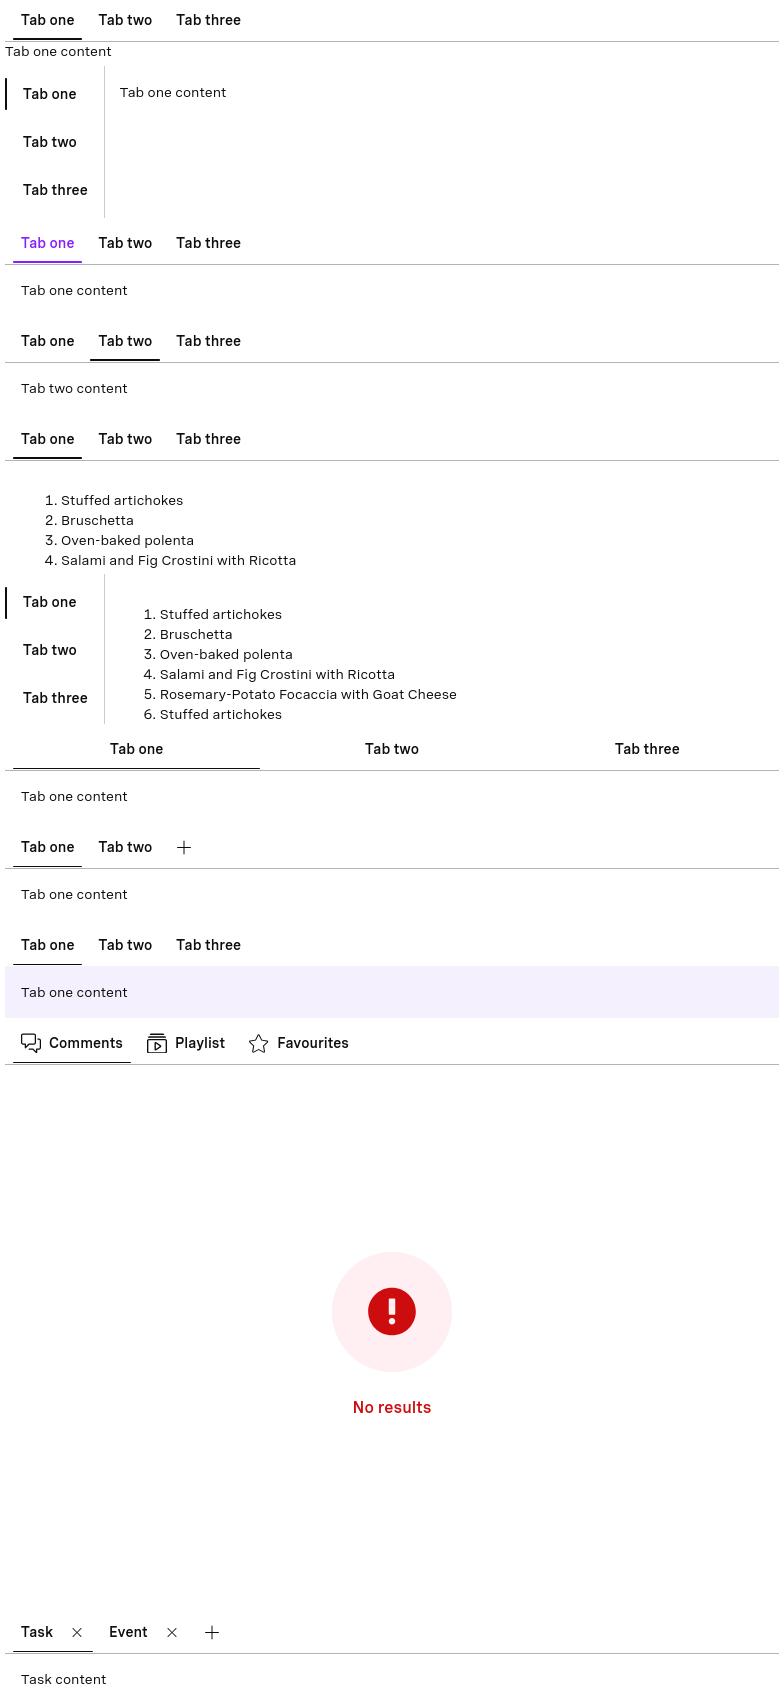 Tab one Tab two Tab three
Tab one content
Tab one
Tab one content
Tab two
Tab three
Tab one Tab two Tab three
Tab one content
Tab one Tab two Tab three
Tab two content
Tab one Tab two Tab three
1. Stuffed artichokes
2. Bruschetta
3. Oven-baked polenta
4. Salami and Fig Crostini with Ricotta
Tab one
Tab two
Tab three
1. Stuffed artichokes
2. Bruschetta
3. Oven-baked polenta
4. Salami and Fig Crostini with Ricotta
5. Rosemary-Potato Focaccia with Goat Cheese
6. Stuffed artichokes
Tab one Tab two Tab three
Tab one content
Tab one Tab two
Tab one content
Tab one Tab two Tab three
Tab one content
Comments Playlist Favourites
No results
Task Event
Task content